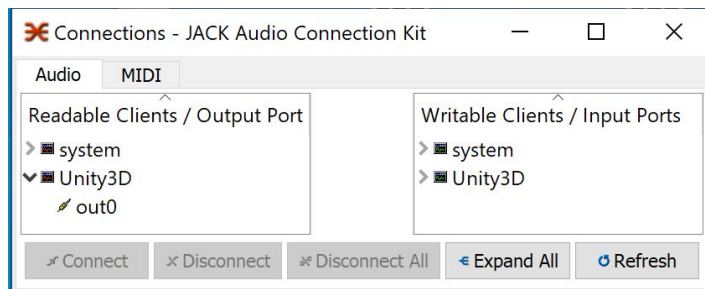 Connections - JACK Audio Connection Kit
Audio MIDI
Readable Clients / Output Port
system
Unity3D
out0
Writable Clients / Input Ports
system
Unity3D
Connect Disconnect Disconnect All Expand All Refresh